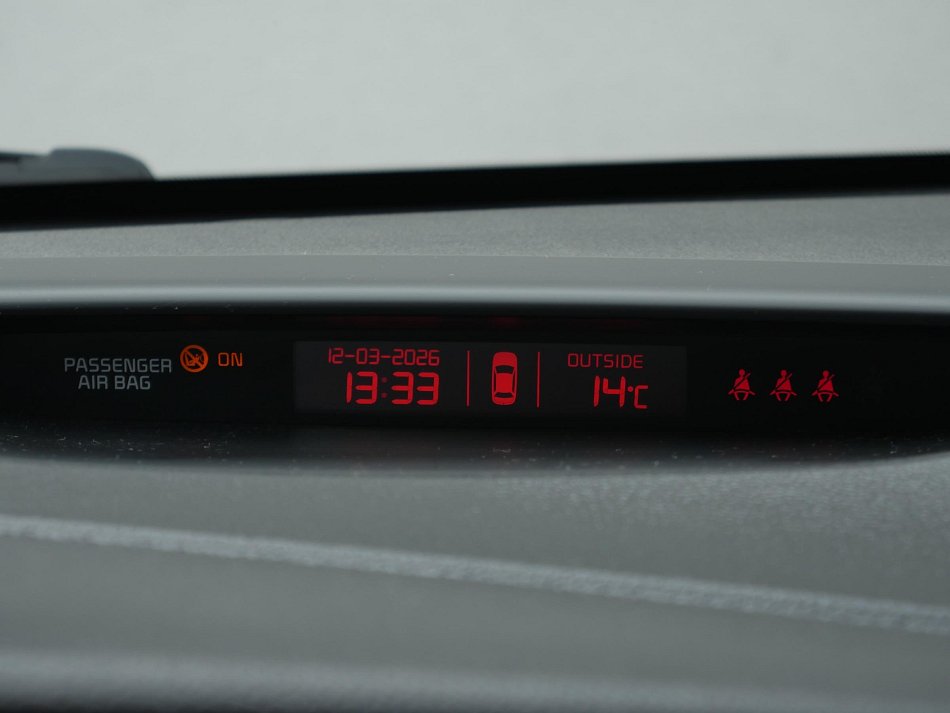 PASSENGER AIR BAG ON
12-03-2026
13:33
OUTSIDE
14°C